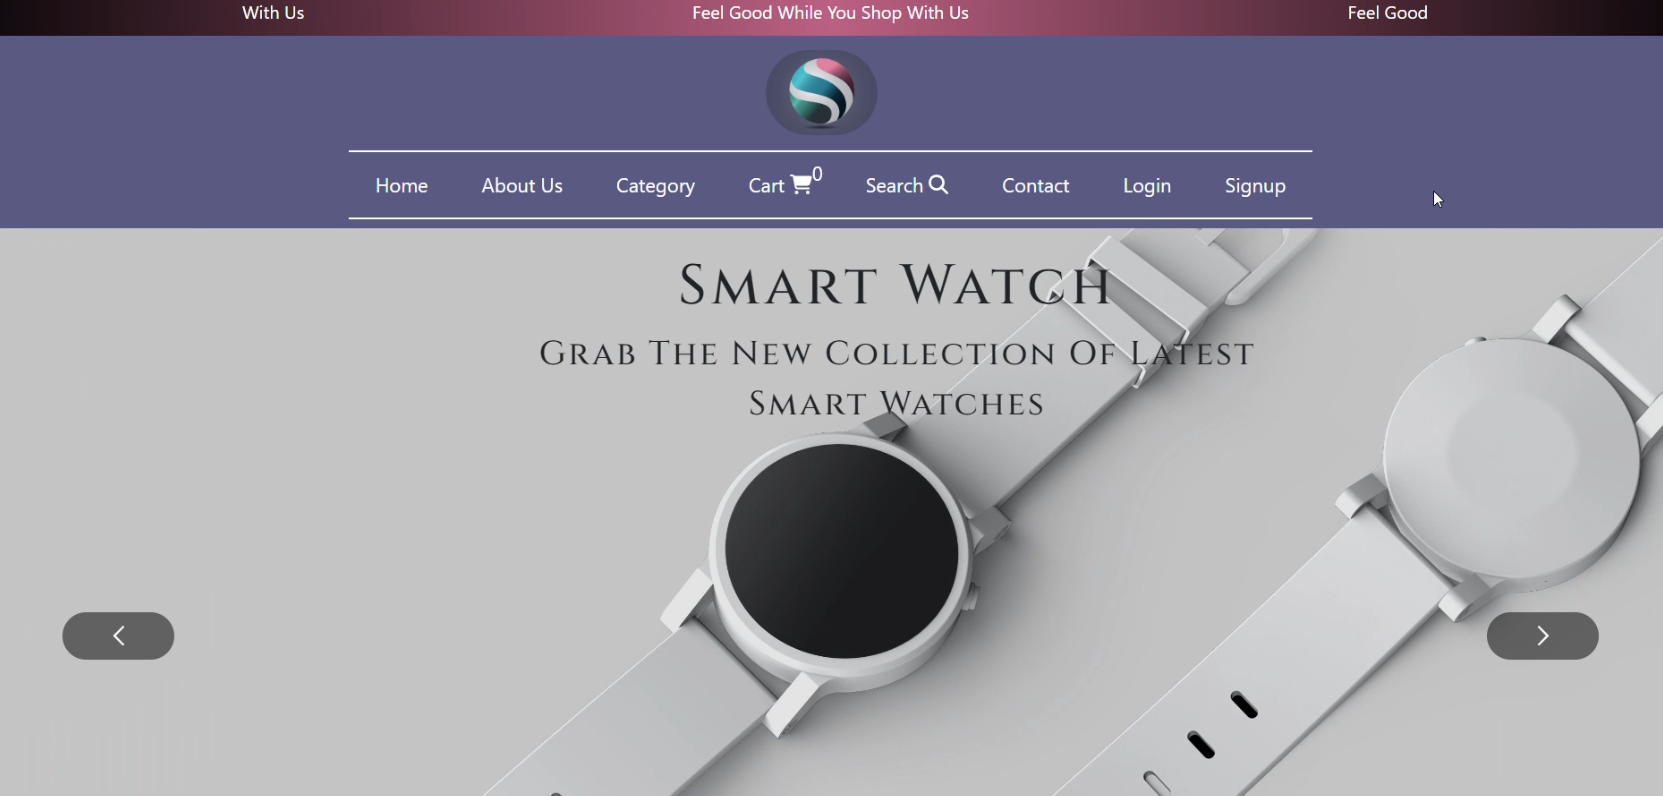 With Us Feel Good While You Shop With Us Feel Good
Home About Us Category Cart 0 Search Contact Login Signup
Smart Watch
Grab The New Collection Of Latest
Smart Watches